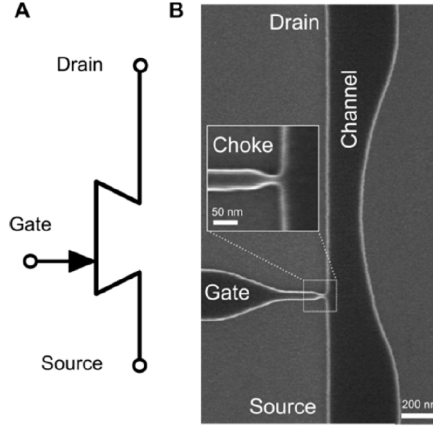 A
Drain
Gate
Source
B
Drain
Channel
Choke
50 nm
Gate
Source
200 nm